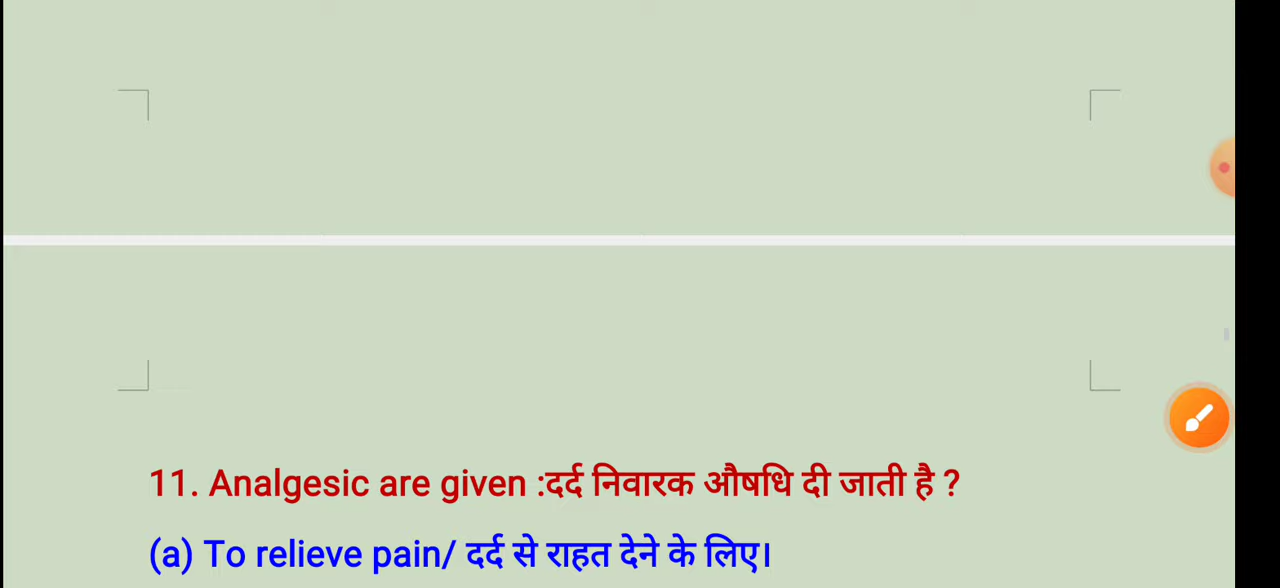 11. Analgesic are given :दर्द निवारक औषधि दी जाती है ?
(a) To relieve pain/ दर्द से राहत देने के लिए।